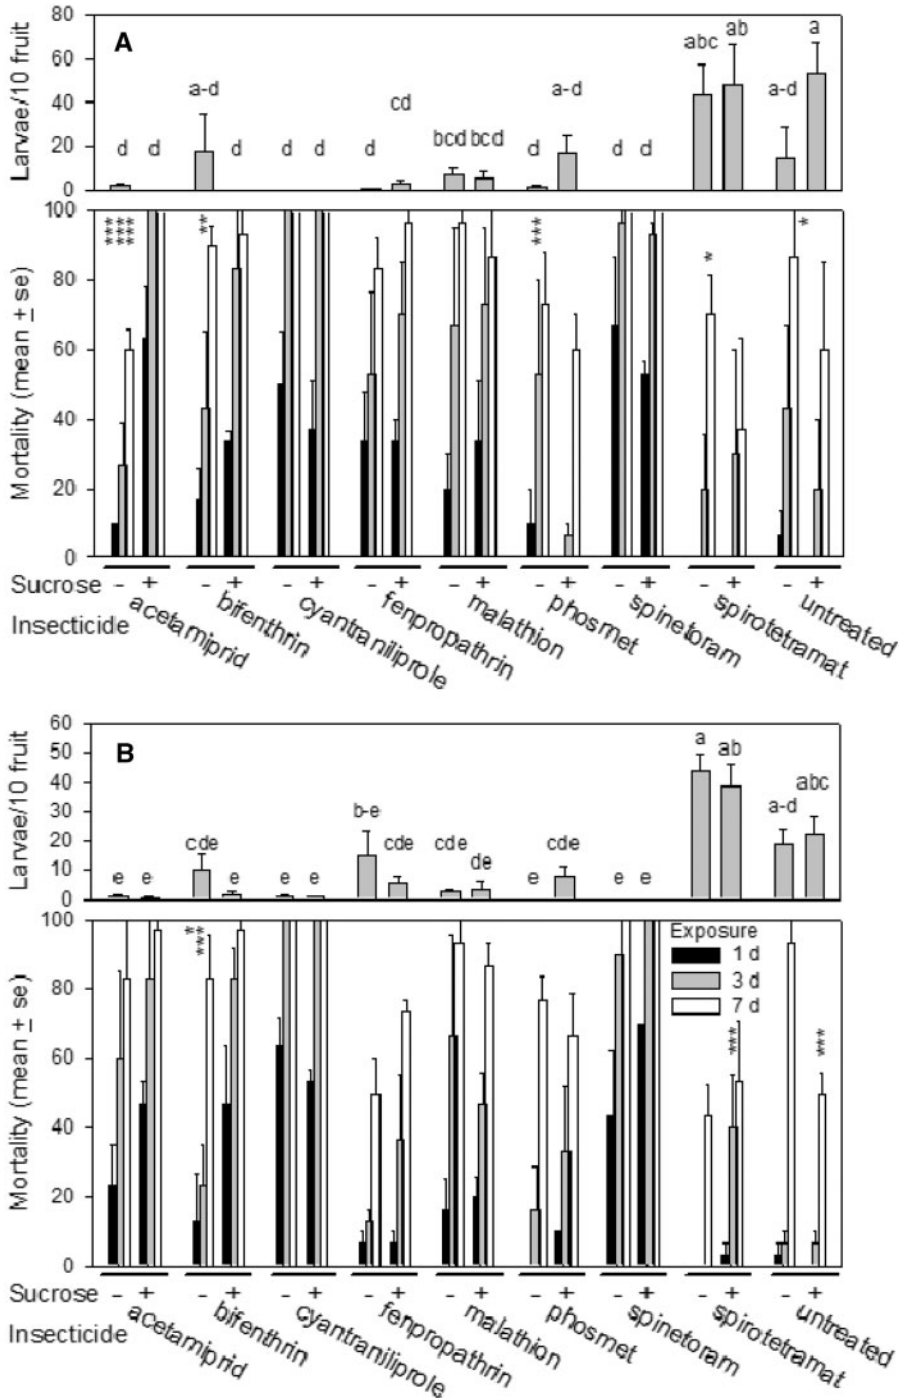 A
Larvae/10 fruit
80
60
40
20
0
d d a-d d d d d cd bcd bcd d a-d d d abc ab a-d a
Mortality (mean ± se)
100
80
60
40
20
0
*** *** *** ** *** * *
Sucrose - + - + - + - + - + - + - + - + - +
Insecticide acetamiprid bifenthrin cyantraniliprole fenpropathrin malathion phosmet spinetoram spirotetramat untreated
B
Larvae/10 fruit
60
50
40
30
20
10
0
e e cde e e e b-e cde cde de e cde e e a ab a-d abc
Mortality (mean ± se)
100
80
60
40
20
0
* *** *** ***
Exposure
1 d
3 d
7 d
Sucrose - + - + - + - + - + - + - + - + - +
Insecticide acetamiprid bifenthrin cyantraniliprole fenpropathrin malathion phosmet spinetoram spirotetramat untreated